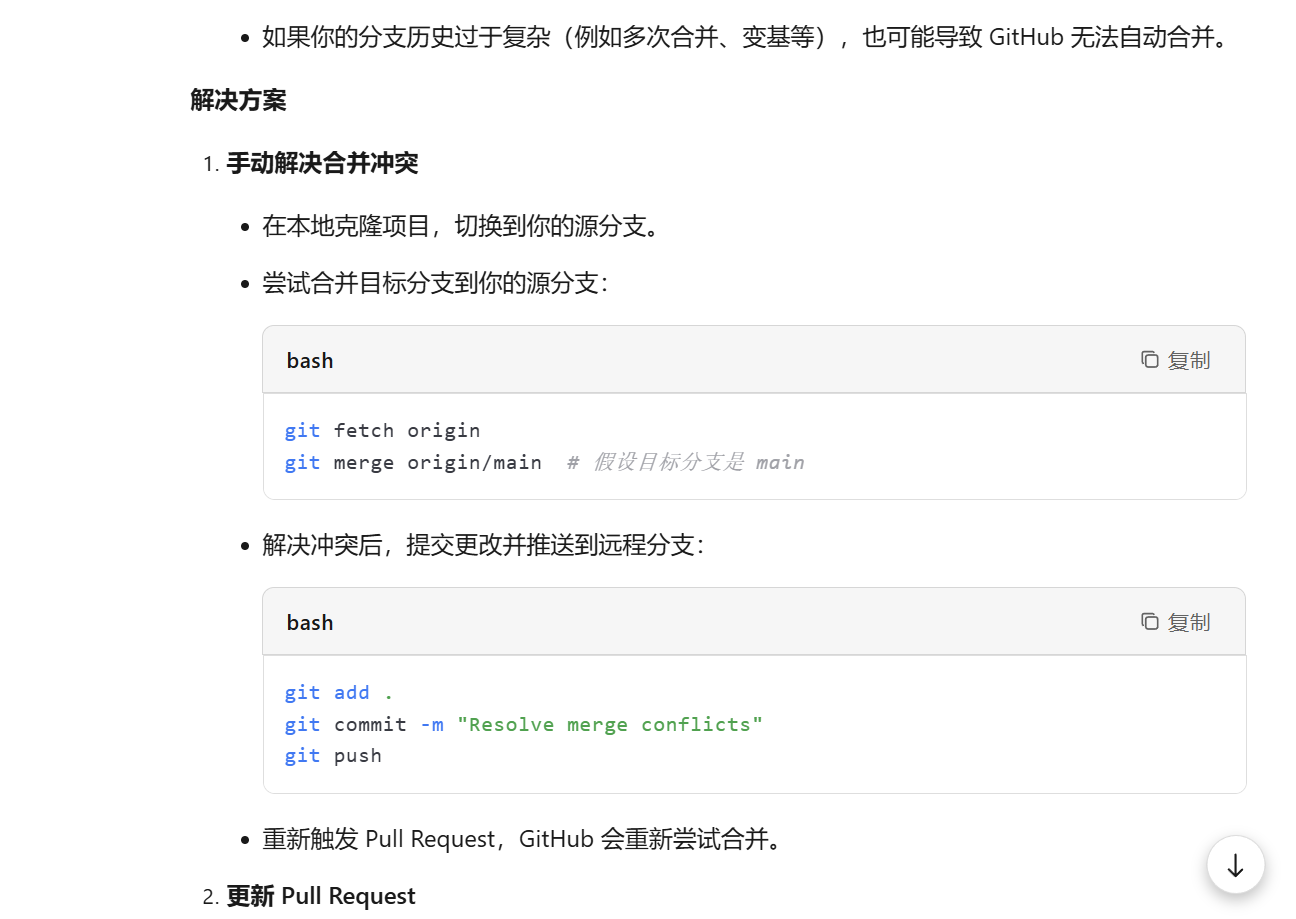 • 如果你的分支历史过于复杂（例如多次合并、变基等），也可能导致 GitHub 无法自动合并。
解决方案
1. 手动解决合并冲突
• 在本地克隆项目，切换到你的源分支。
• 尝试合并目标分支到你的源分支：
bash 复制
git fetch origin
git merge origin/main  # 假设目标分支是 main
• 解决冲突后，提交更改并推送到远程分支：
bash 复制
git add .
git commit -m "Resolve merge conflicts"
git push
• 重新触发 Pull Request，GitHub 会重新尝试合并。
2. 更新 Pull Request